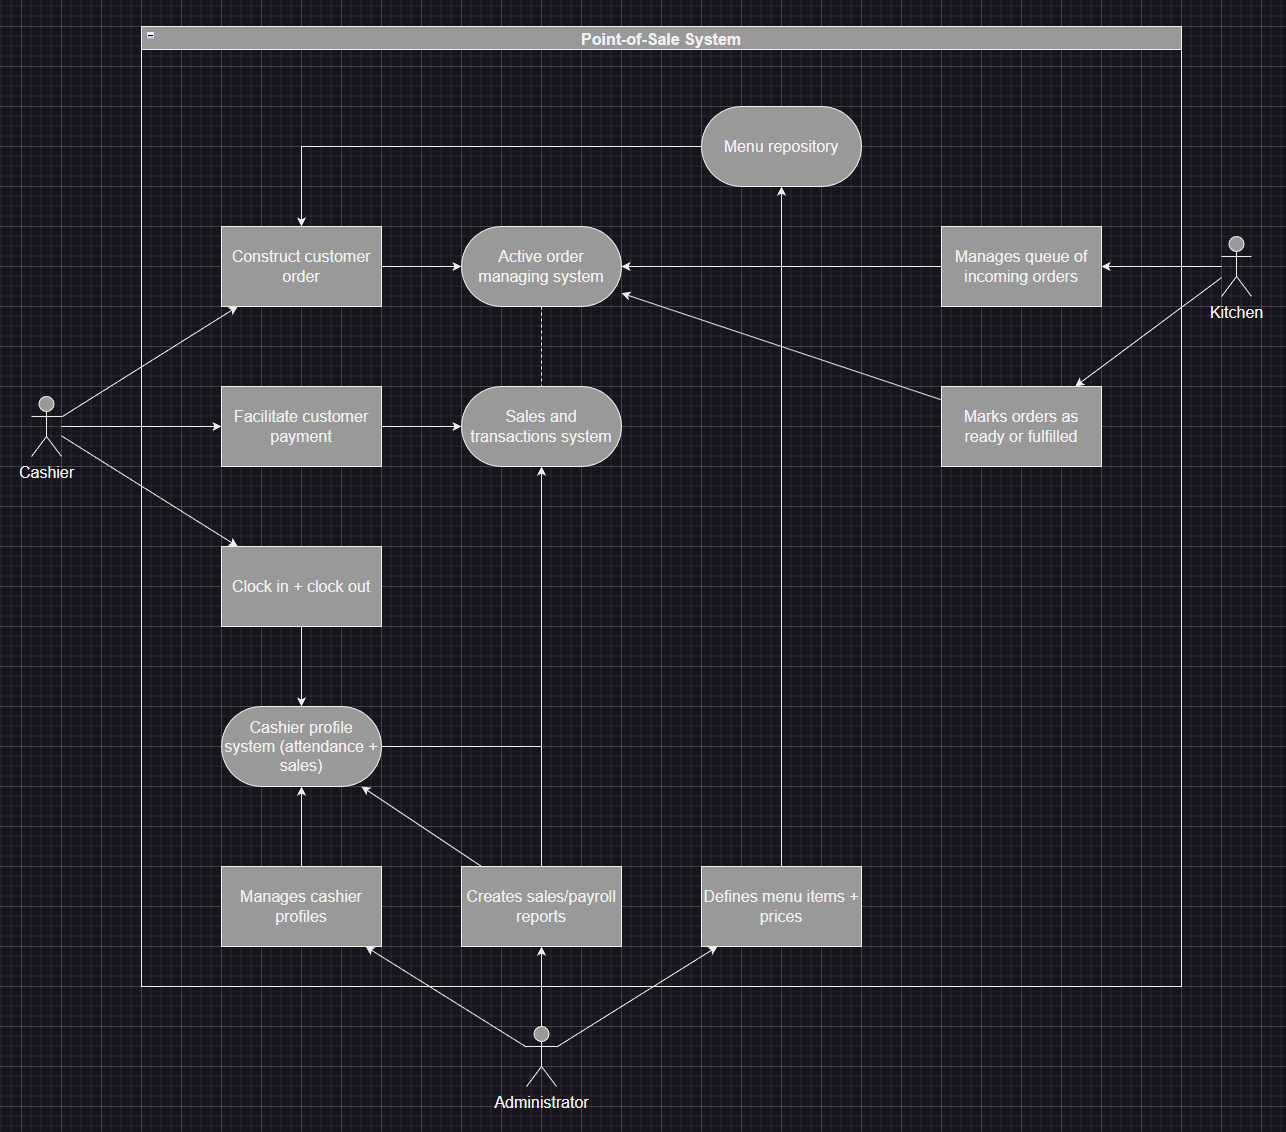 Point-of-Sale System
Menu repository
Construct customer
order
Active order
managing system
Manages queue of
incoming orders
Kitchen
Cashier
Facilitate customer
payment
Sales and
transactions system
Marks orders as
ready or fulfilled
Clock in + clock out
Cashier profile
system (attendance +
sales)
Manages cashier
profiles
Creates sales/payroll
reports
Defines menu items +
prices
Administrator